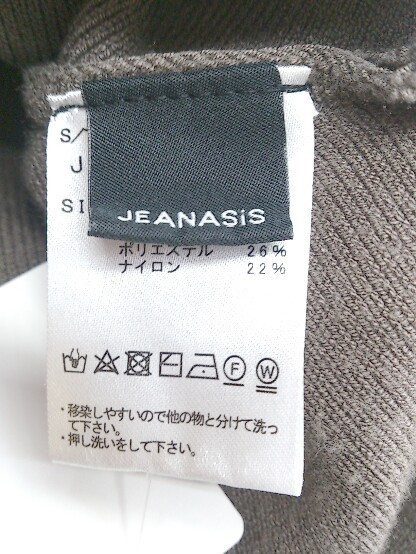 S/
J
SI
JEANASiS
ポリエステル 26%
ナイロン 22%
F W
・移染しやすいので他の物と分けて洗っ
て下さい。
・押し洗いをして下さい。